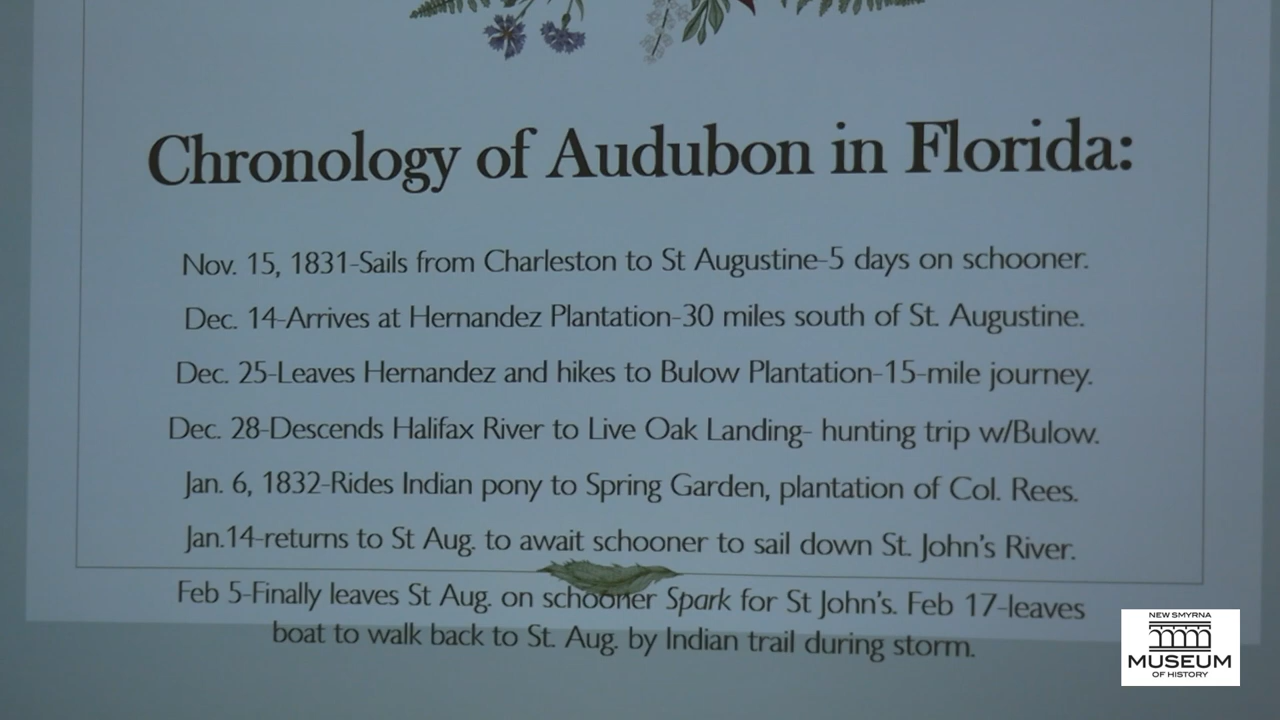 Chronology of Audubon in Florida:
Nov. 15, 1831-Sails from Charleston to St Augustine-5 days on schooner.
Dec. 14-Arrives at Hernandez Plantation-30 miles south of St. Augustine.
Dec. 25-Leaves Hernandez and hikes to Bulow Plantation-15-mile journey.
Dec. 28-Descends Halifax River to Live Oak Landing- hunting trip w/Bulow.
Jan. 6, 1832-Rides Indian pony to Spring Garden, plantation of Col. Rees.
Jan.14-returns to St Aug. to await schooner to sail down St. John's River.
Feb 5-Finally leaves St Aug. on schooner Spark for St John's. Feb 17-leaves
boat to walk back to St. Aug. by Indian trail during storm.
NEW SMYRNA
MUSEUM
OF HISTORY